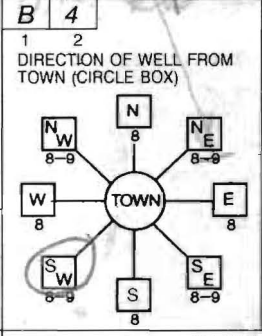 B 4
1 2
DIRECTION OF WELL FROM
TOWN (CIRCLE BOX)
N
8
NW
8-9
NE
8-9
W
8
TOWN
E
8
SW
8-9
SE
8-9
S
8